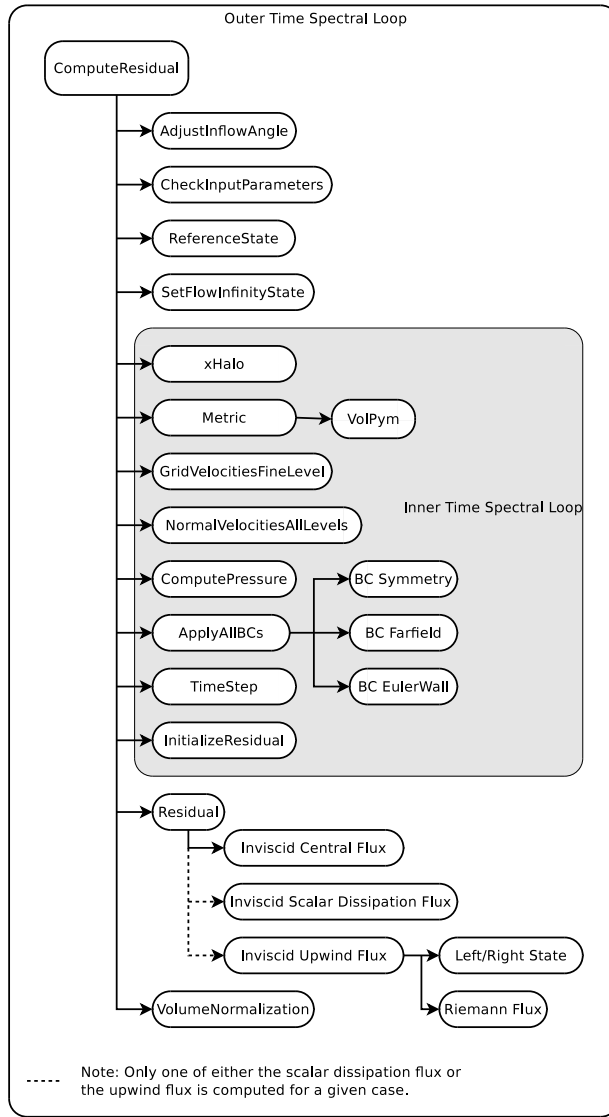 Outer Time Spectral Loop
ComputeResidual
AdjustInflowAngle
CheckInputParameters
ReferenceState
SetFlowInfinityState
xHalo
Metric
VolPym
GridVelocitiesFineLevel
Inner Time Spectral Loop
NormalVelocitiesAllLevels
ComputePressure
BC Symmetry
ApplyAllBCs
BC Farfield
TimeStep
BC EulerWall
InitializeResidual
Residual
Inviscid Central Flux
Inviscid Scalar Dissipation Flux
Inviscid Upwind Flux
Left/Right State
VolumeNormalization
Riemann Flux
Note: Only one of either the scalar dissipation flux or
the upwind flux is computed for a given case.